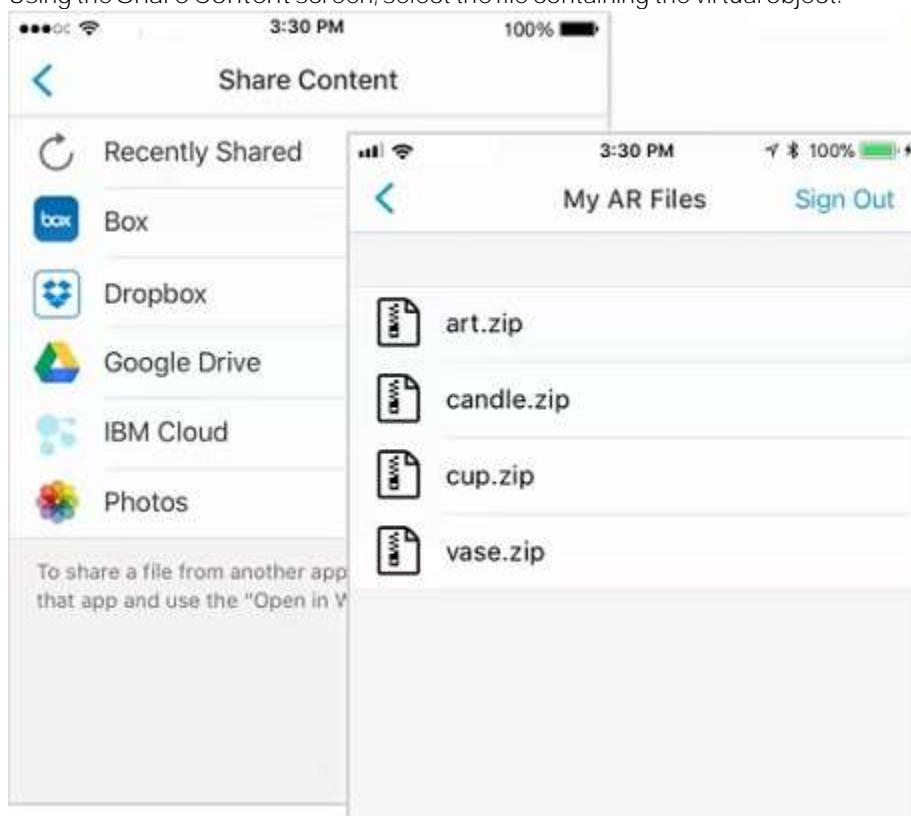 Using the Share Content screen, select the file containing the virtual object.
3:30 PM
100%
Share Content
Recently Shared
box
Box
Dropbox
Google Drive
IBM Cloud
Photos
To share a file from another app
that app and use the "Open in W
3:30 PM
100%
My AR Files
Sign Out
art.zip
candle.zip
cup.zip
vase.zip